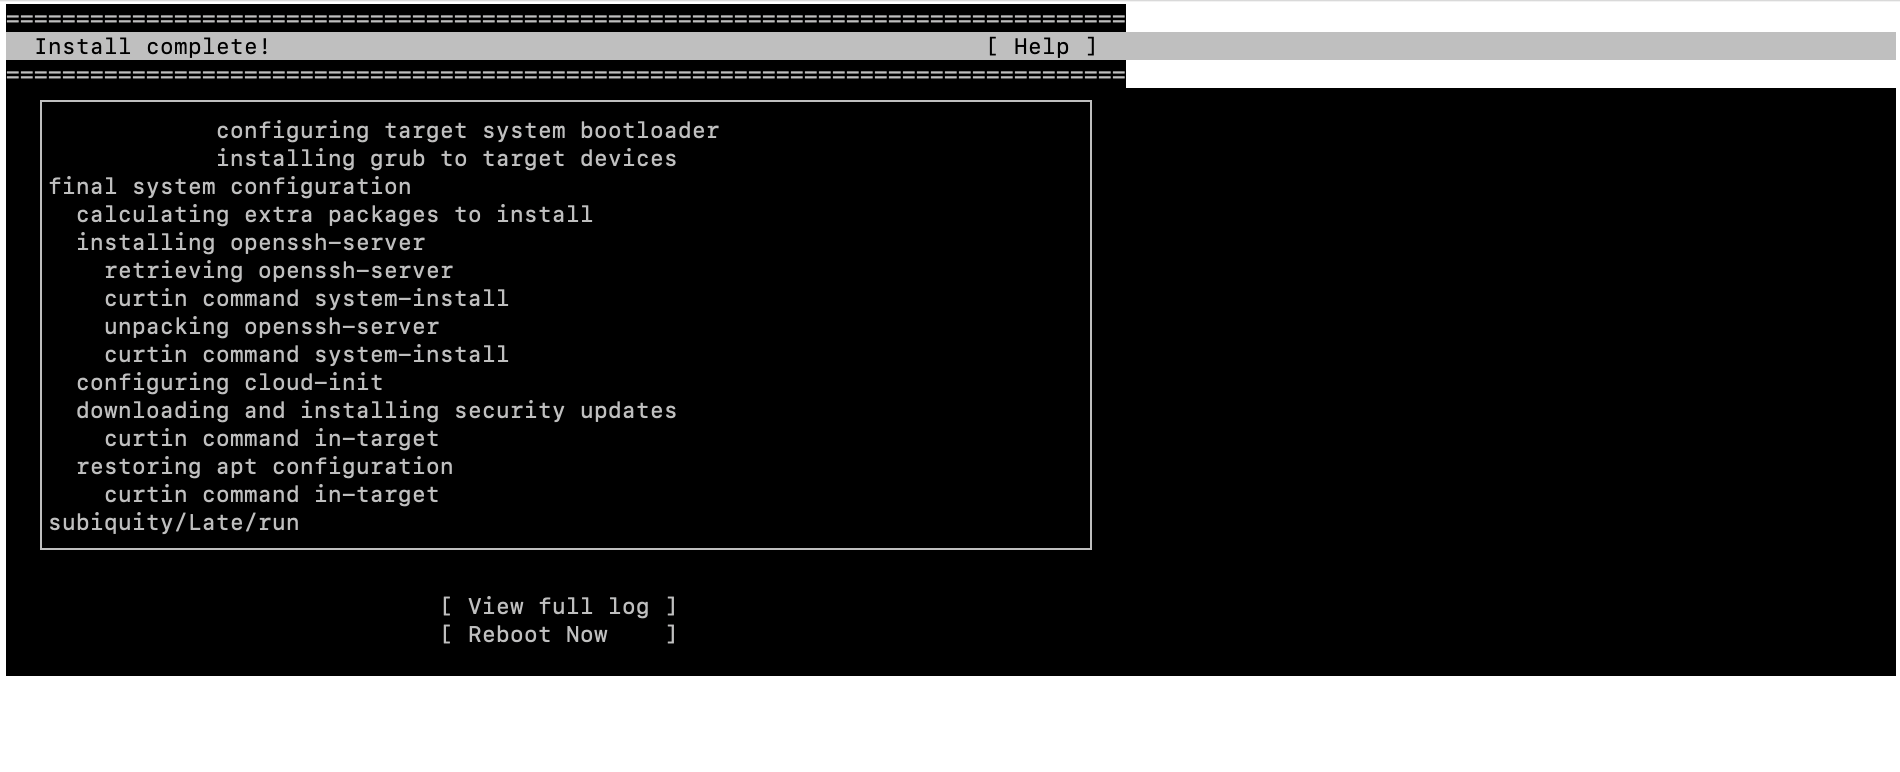 ================================================================================
Install complete! [ Help ]
================================================================================
configuring target system bootloader
installing grub to target devices
final system configuration
calculating extra packages to install
installing openssh-server
retrieving openssh-server
curtin command system-install
unpacking openssh-server
curtin command system-install
configuring cloud-init
downloading and installing security updates
curtin command in-target
restoring apt configuration
curtin command in-target
subiquity/Late/run
[ View full log ]
[ Reboot Now ]